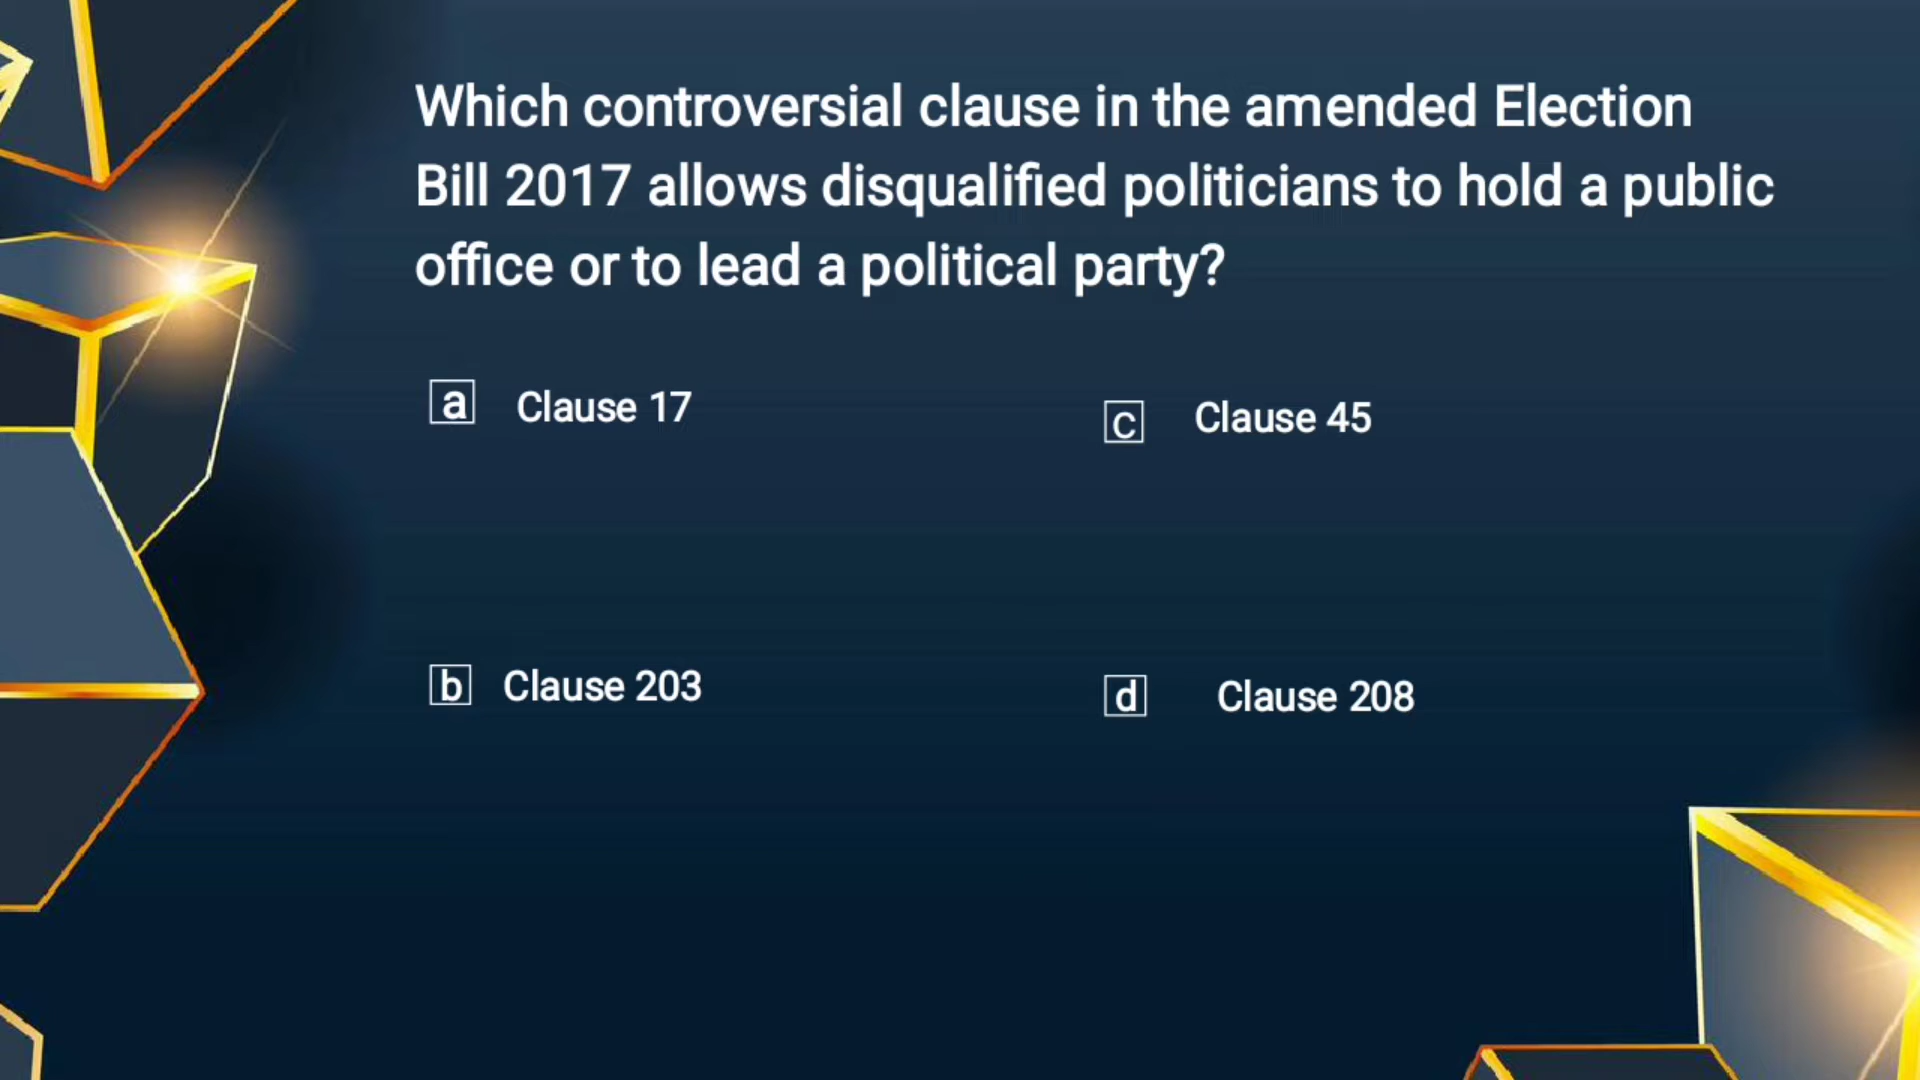 Which controversial clause in the amended Election
Bill 2017 allows disqualified politicians to hold a public
office or to lead a political party?
a Clause 17
c Clause 45
b Clause 203
d Clause 208